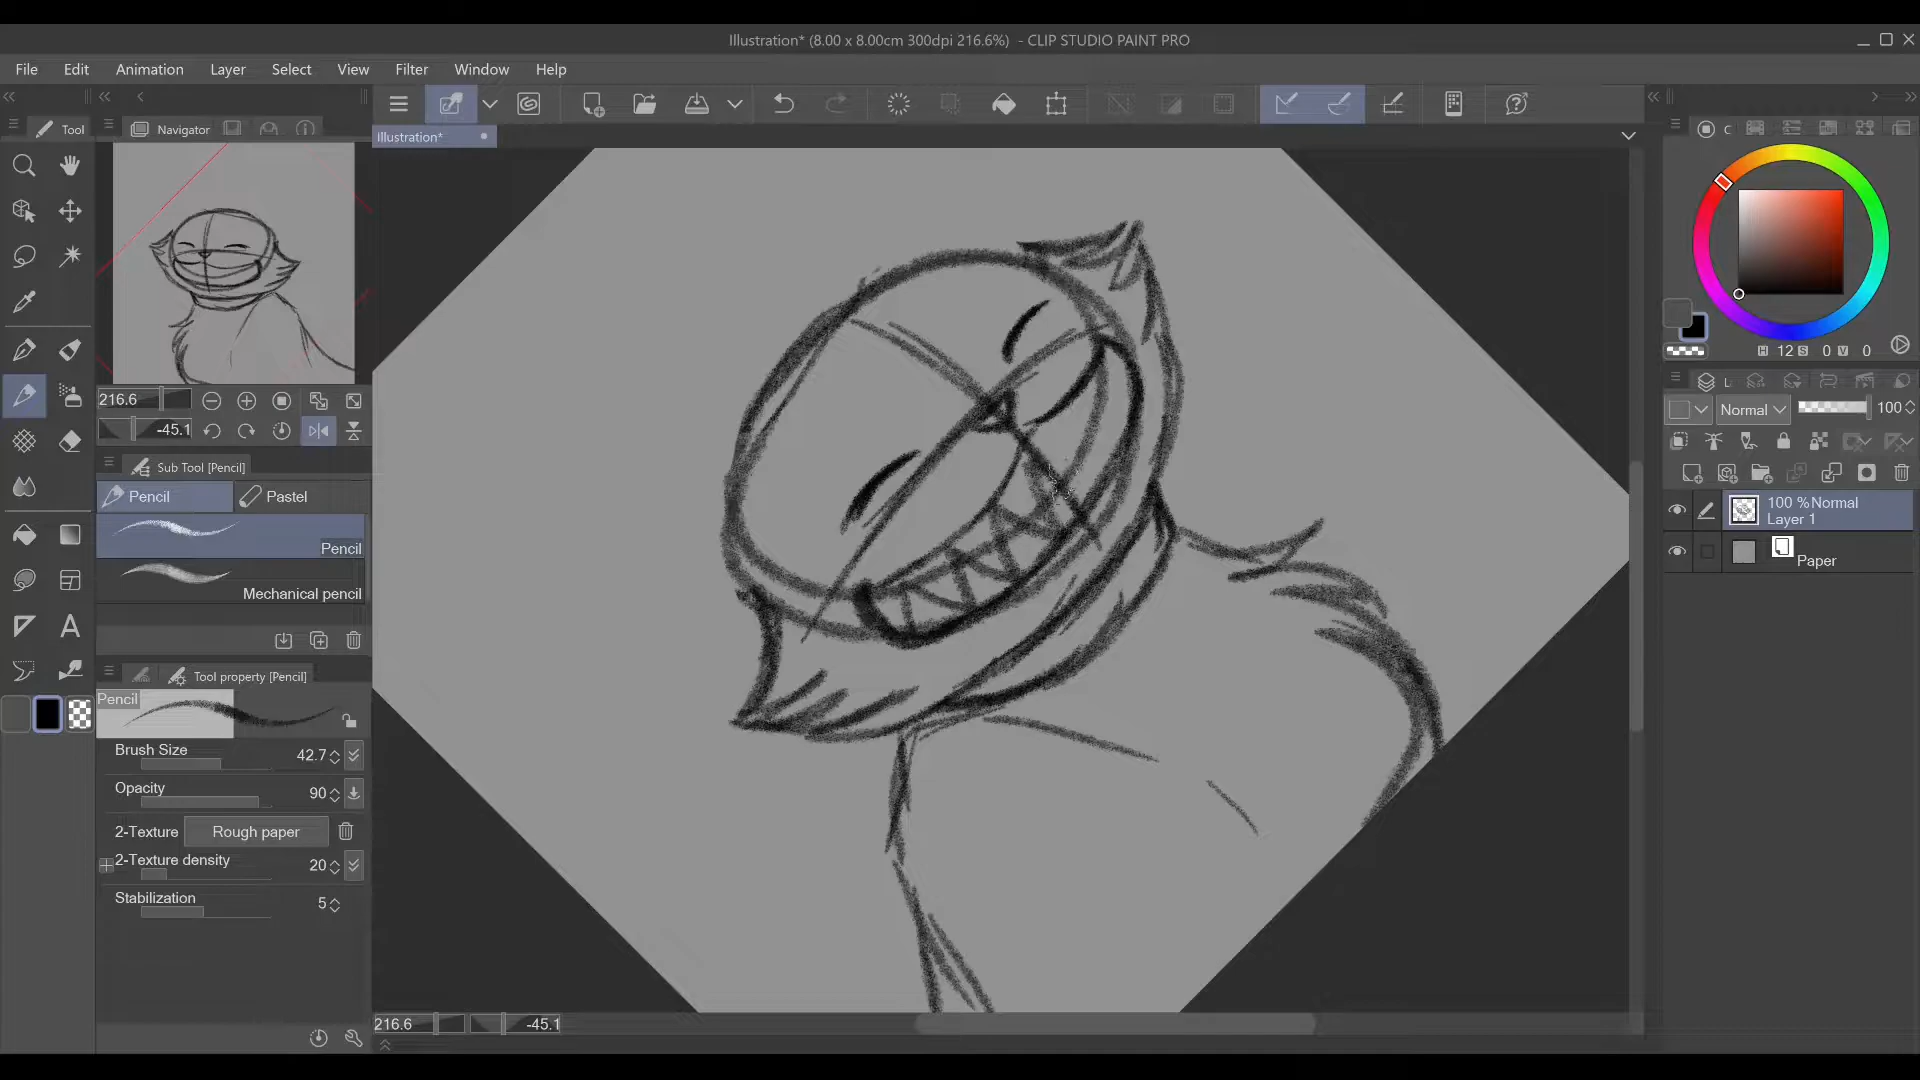 Illustration* (8.00 x 8.00cm 300dpi 216.6%) - CLIP STUDIO PAINT PRO
File Edit Animation Layer Select View Filter Window Help
Tool
Navigator
Illustration*
C
216.6
-45.1
H 12 S 0 V 0
L
Normal
100
Sub Tool [Pencil]
Pencil
Pastel
Pencil
Mechanical pencil
100 %Normal
Layer 1
Paper
A
Tool property [Pencil]
Pencil
Brush Size
42.7
Opacity
90
2-Texture
Rough paper
2-Texture density
20
Stabilization
5
216.6
-45.1